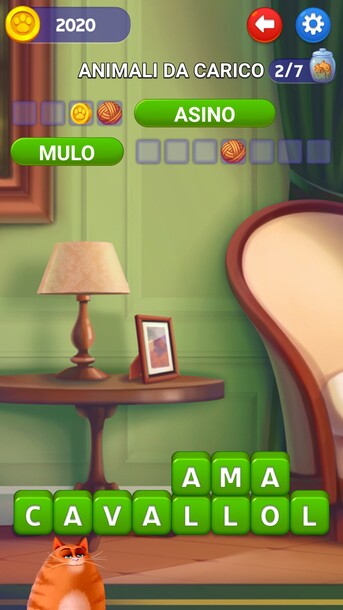 2020
ANIMALI DA CARICO 2/7
ASINO
MULO
A M A
C A V A L L O L